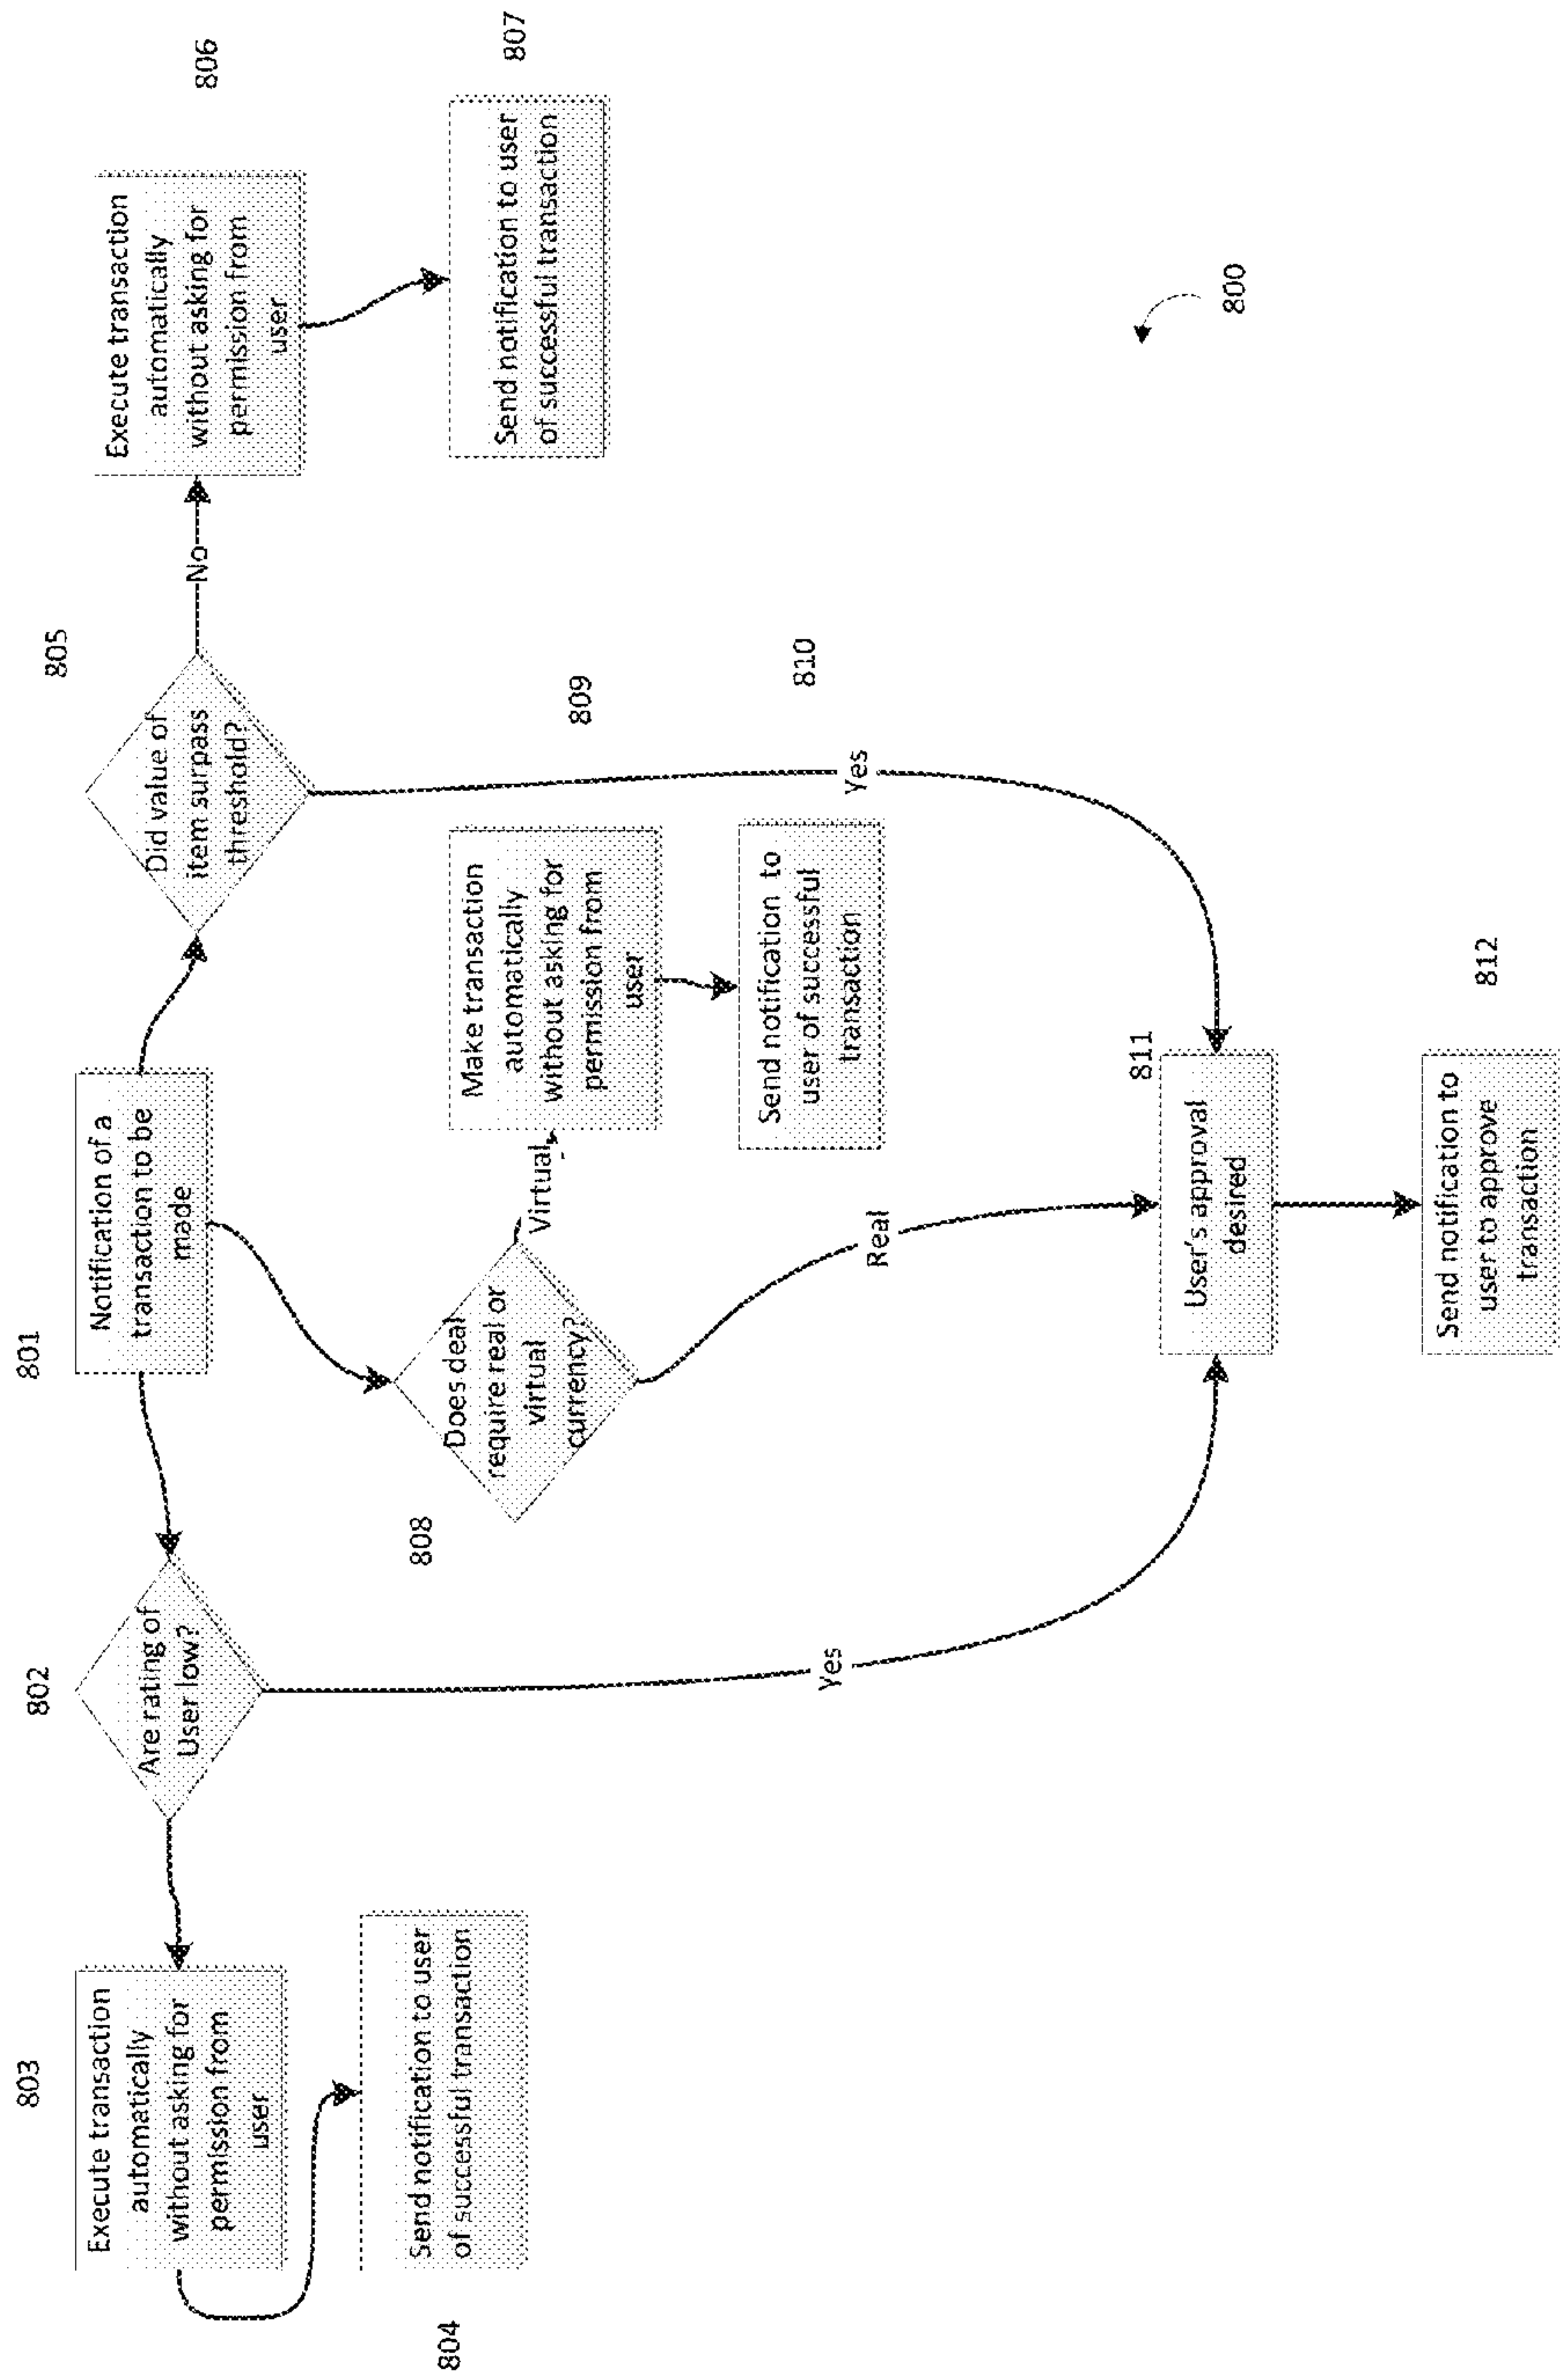 801
Notification of a
transaction to be
made
802
Are rating of
User low?
803
Execute transaction
automatically
without asking for
permission from
user
804
Send notification to user
of successful transaction
805
Did value of
item surpass
threshold?
No
806
Execute transaction
automatically
without asking for
permission from
user
807
Send notification to user
of successful transaction
808
Does deal
require real or
virtual
currency?
Virtual
809
Make transaction
automatically
without asking for
permission from
user
810
Send notification to
user of successful
transaction
Yes
Real
Yes
811
User's approval
desired
812
Send notification to
user to approve
transaction
800